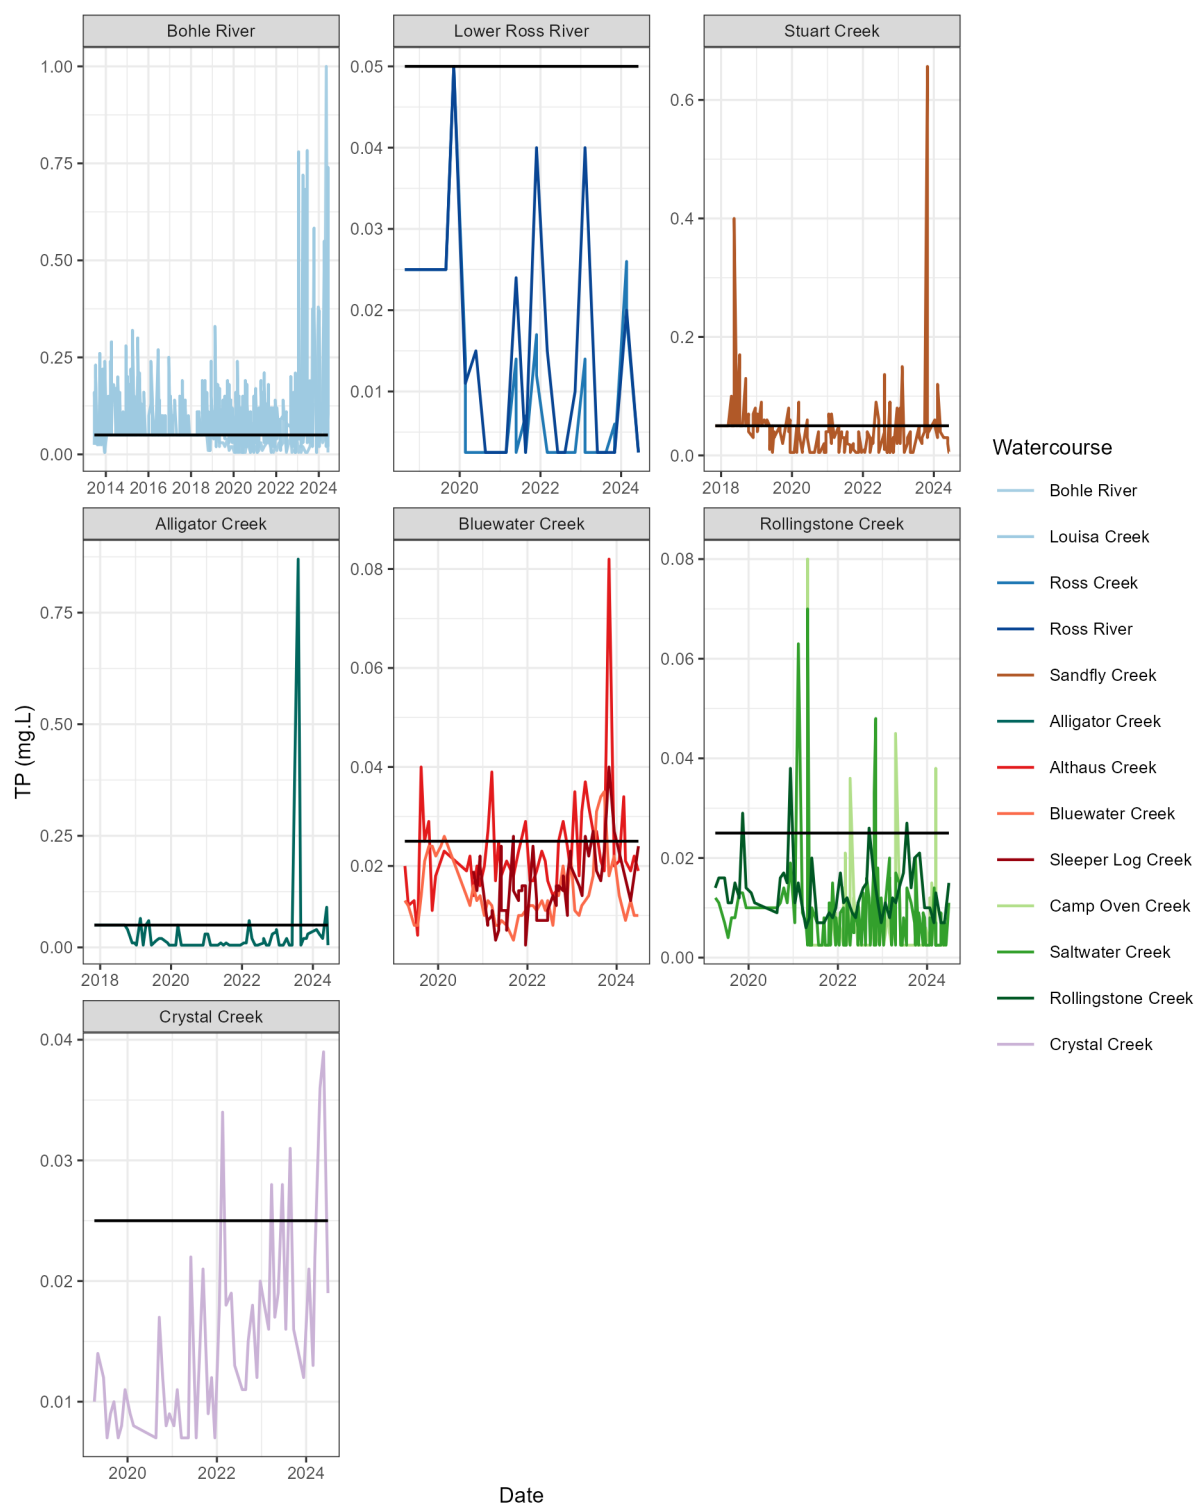 Bohle River
Lower Ross River
Stuart Creek
1.00
0.75
0.50
0.25
0.00
2014 2016 2018 2020 2022 2024
0.05
0.04
0.03
0.02
0.01
2020 2022 2024
0.6
0.4
0.2
0.0
2018 2020 2022 2024
Alligator Creek
Bluewater Creek
Rollingstone Creek
0.75
0.50
0.25
0.00
2018 2020 2022 2024
0.08
0.06
0.04
0.02
2020 2022 2024
0.08
0.06
0.04
0.02
0.00
2020 2022 2024
Crystal Creek
0.04
0.03
0.02
0.01
2020 2022 2024
TP (mg.L)
Date
Watercourse
Bohle River
Louisa Creek
Ross Creek
Ross River
Sandfly Creek
Alligator Creek
Althaus Creek
Bluewater Creek
Sleeper Log Creek
Camp Oven Creek
Saltwater Creek
Rollingstone Creek
Crystal Creek